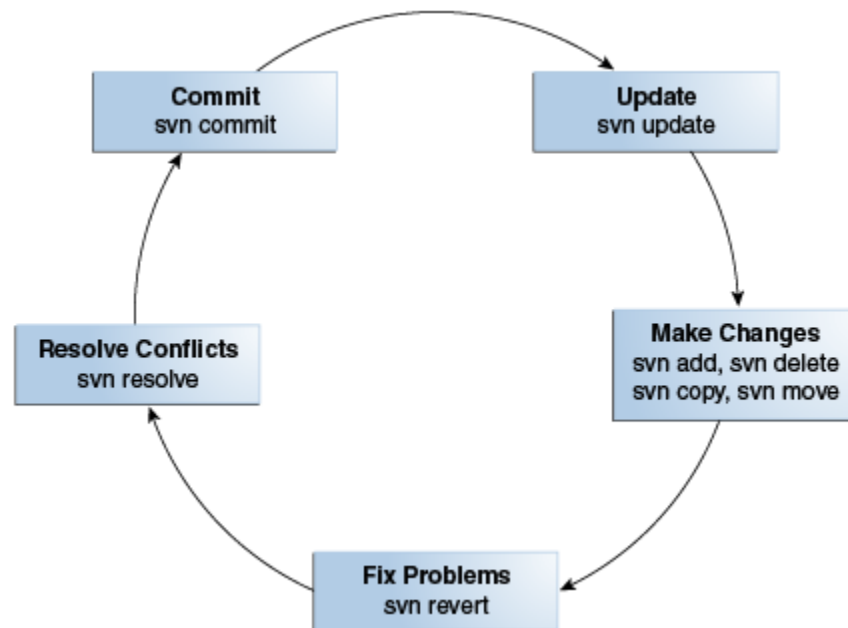 Commit
svn commit
Update
svn update
Make Changes
svn add, svn delete
svn copy, svn move
Resolve Conflicts
svn resolve
Fix Problems
svn revert